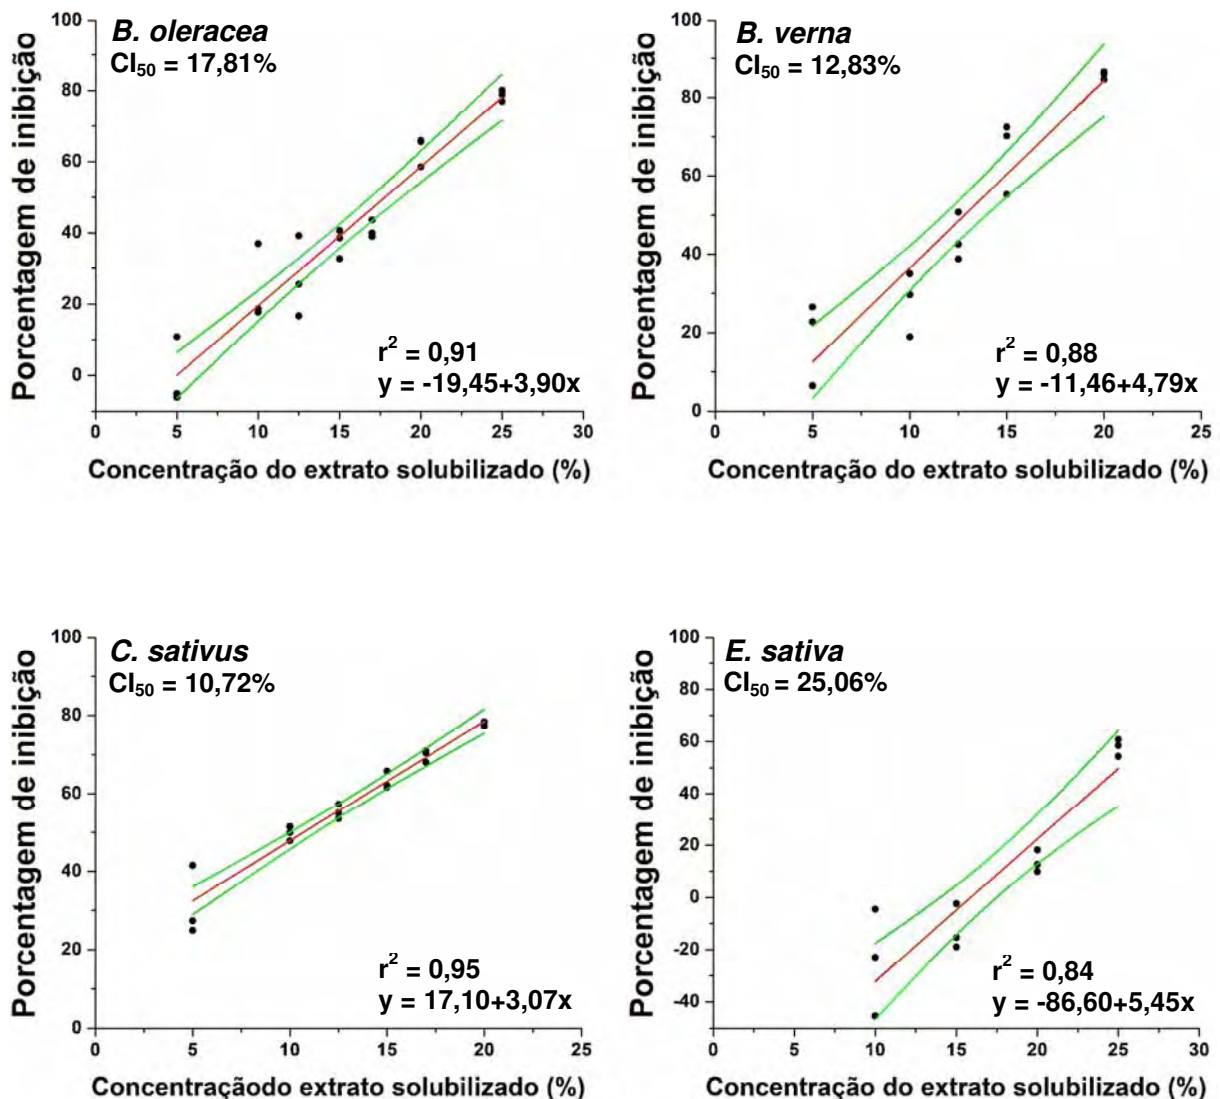 B. oleracea
CI50 = 17,81%
Porcentagem de inibição
100
80
60
40
20
0
r2 = 0,91
y = -19,45+3,90x
0 5 10 15 20 25 30
Concentração do extrato solubilizado (%)
B. verna
CI50 = 12,83%
Porcentagem de inibição
100
80
60
40
20
0
r2 = 0,88
y = -11,46+4,79x
0 5 10 15 20 25
Concentração do extrato solubilizado (%)
C. sativus
CI50 = 10,72%
Porcentagem de inibição
100
80
60
40
20
0
r2 = 0,95
y = 17,10+3,07x
0 5 10 15 20 25
Concentraçãodo extrato solubilizado (%)
E. sativa
CI50 = 25,06%
Porcentagem de inibição
100
80
60
40
20
0
-20
-40
r2 = 0,84
y = -86,60+5,45x
0 5 10 15 20 25 30
Concentração do extrato solubilizado (%)